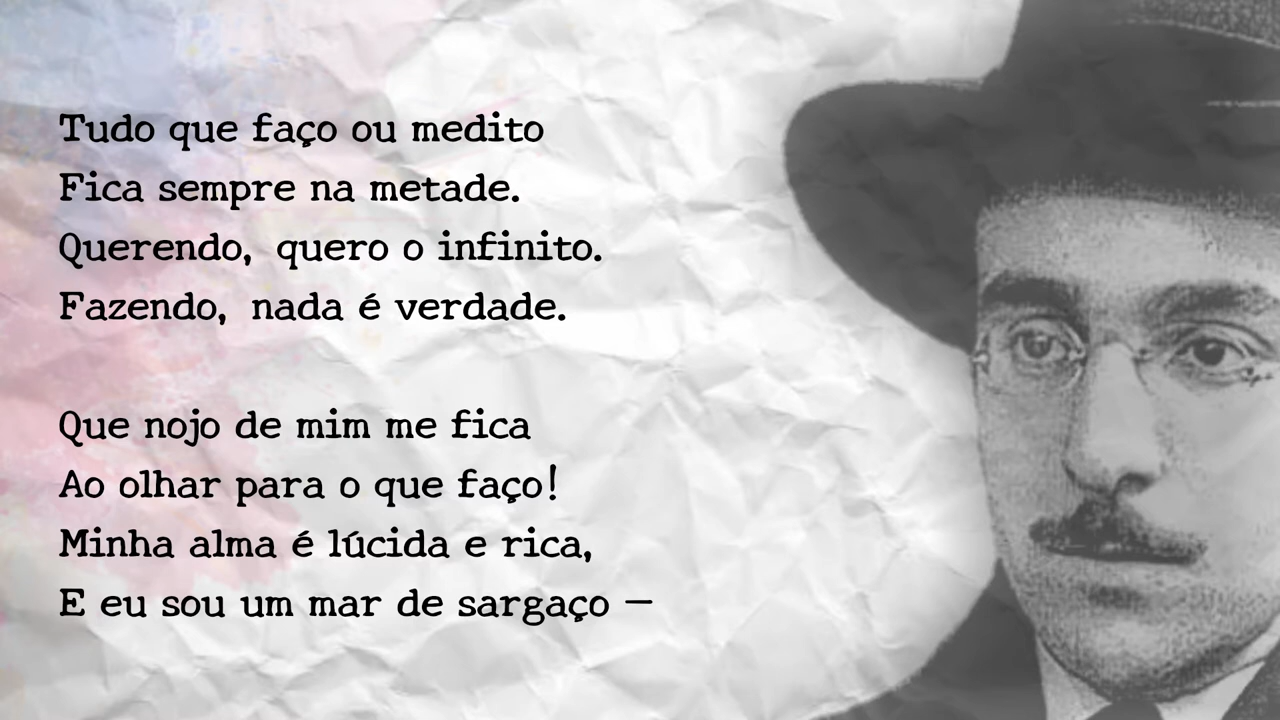 Tudo que faço ou medito
Fica sempre na metade.
Querendo, quero o infinito.
Fazendo, nada é verdade.
Que nojo de mim me fica
Ao olhar para o que faço!
Minha alma é lúcida e rica,
E eu sou um mar de sargaço —